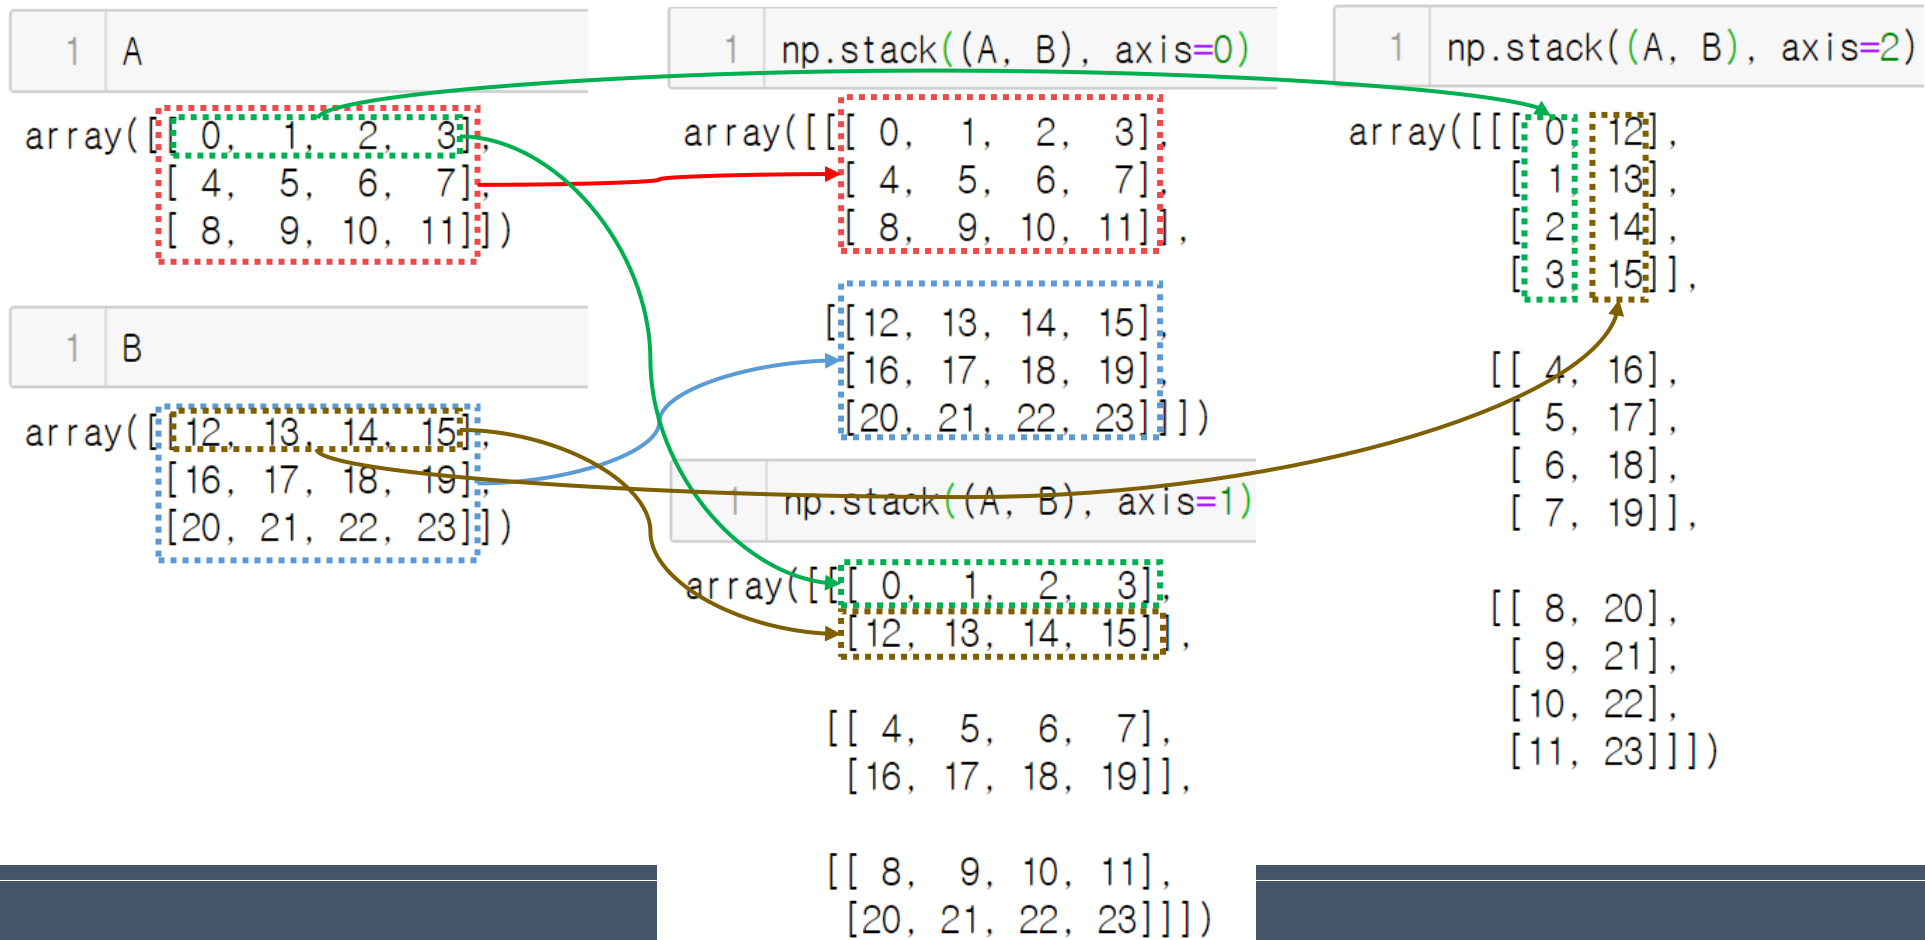 1 A
array([[ 0, 1, 2, 3],
[ 4, 5, 6, 7],
[ 8, 9, 10, 11]])
1 B
array([[12, 13, 14, 15],
[16, 17, 18, 19],
[20, 21, 22, 23]])
1 np.stack((A, B), axis=0)
array([[[ 0, 1, 2, 3],
[ 4, 5, 6, 7],
[ 8, 9, 10, 11]],
[[12, 13, 14, 15],
[16, 17, 18, 19],
[20, 21, 22, 23]]])
1 np.stack((A, B), axis=1)
array([[[ 0, 1, 2, 3],
[12, 13, 14, 15]],
[[ 4, 5, 6, 7],
[16, 17, 18, 19]],
[[ 8, 9, 10, 11],
[20, 21, 22, 23]]])
1 np.stack((A, B), axis=2)
array([[[ 0, 12],
[ 1, 13],
[ 2, 14],
[ 3, 15]],
[[ 4, 16],
[ 5, 17],
[ 6, 18],
[ 7, 19]],
[[ 8, 20],
[ 9, 21],
[10, 22],
[11, 23]]])